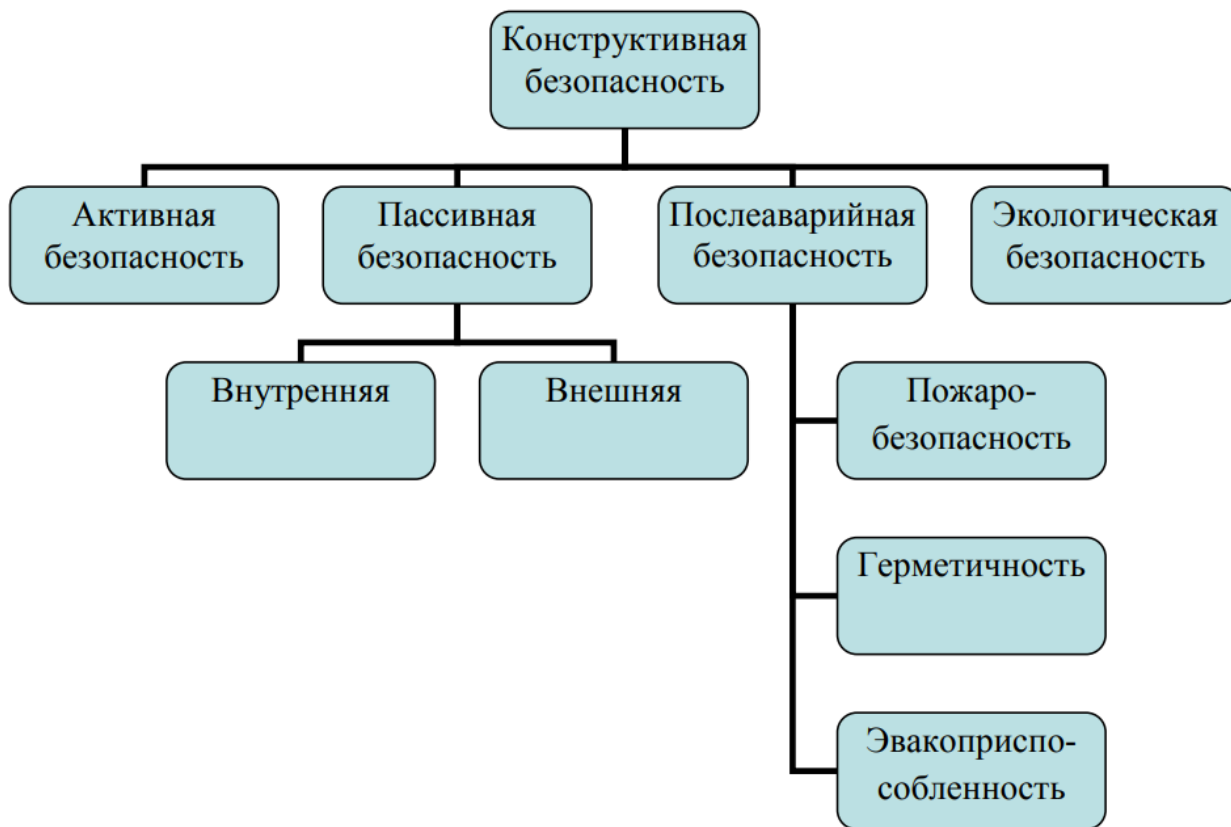 Конструктивная
безопасность
Активная
безопасность
Пассивная
безопасность
Послеаварийная
безопасность
Экологическая
безопасность
Внутренняя
Внешняя
Пожаро-
безопасность
Герметичность
Эвакоприспо-
собленность